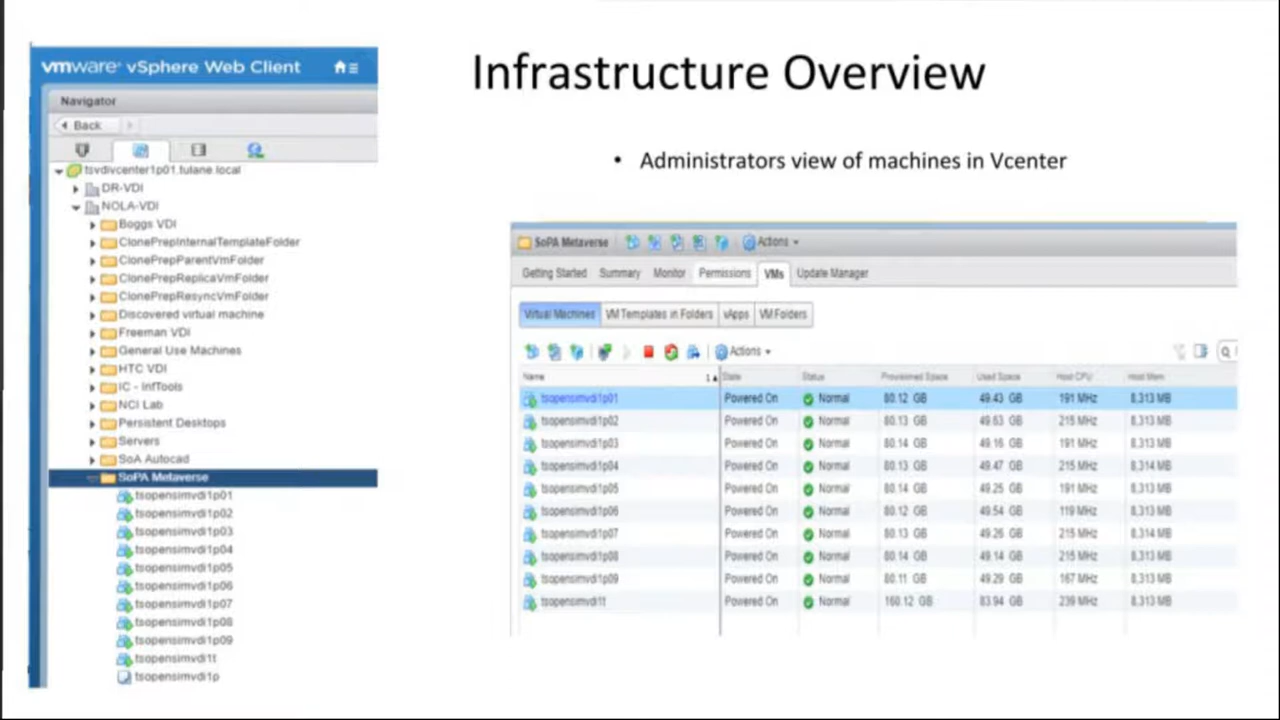 vmware® vSphere Web Client
Navigator
Back
tsvdivcenter1p01.tulane.local
DR-VDI
NOLA-VDI
Boggs VDI
ClonePrepInternalTemplateFolder
ClonePrepParentVmFolder
ClonePrepReplicaVmFolder
ClonePrepResyncVmFolder
Discovered virtual machine
Freeman VDI
General Use Machines
HTC VDI
IC - InfTools
NCI Lab
Persistent Desktops
Servers
SoA Autocad
SoPA Metaverse
tsopensimvdi1p01
tsopensimvdi1p02
tsopensimvdi1p03
tsopensimvdi1p04
tsopensimvdi1p05
tsopensimvdi1p06
tsopensimvdi1p07
tsopensimvdi1p08
tsopensimvdi1p09
tsopensimvdi1t
tsopensimvdi1p
Infrastructure Overview
• Administrators view of machines in Vcenter
SoPA Metaverse Actions
Getting Started Summary Monitor Permissions VMs Update Manager
Virtual Machines VM Templates in Folders vApps VM Folders
Actions
Name 1 State Status Provisioned Space Used Space Host CPU Host Mem
tsopensimvdi1p01 Powered On Normal 80.12 GB 49.43 GB 191 MHz 8,313 MB
tsopensimvdi1p02 Powered On Normal 80.13 GB 49.63 GB 215 MHz 8,313 MB
tsopensimvdi1p03 Powered On Normal 80.14 GB 49.16 GB 191 MHz 8,313 MB
tsopensimvdi1p04 Powered On Normal 80.13 GB 49.47 GB 215 MHz 8,314 MB
tsopensimvdi1p05 Powered On Normal 80.14 GB 49.25 GB 191 MHz 8,313 MB
tsopensimvdi1p06 Powered On Normal 80.12 GB 49.54 GB 119 MHz 8,313 MB
tsopensimvdi1p07 Powered On Normal 80.13 GB 49.26 GB 215 MHz 8,314 MB
tsopensimvdi1p08 Powered On Normal 80.14 GB 49.14 GB 215 MHz 8,313 MB
tsopensimvdi1p09 Powered On Normal 80.11 GB 49.29 GB 167 MHz 8,313 MB
tsopensimvdi1t Powered On Normal 160.12 GB 83.94 GB 239 MHz 8,313 MB